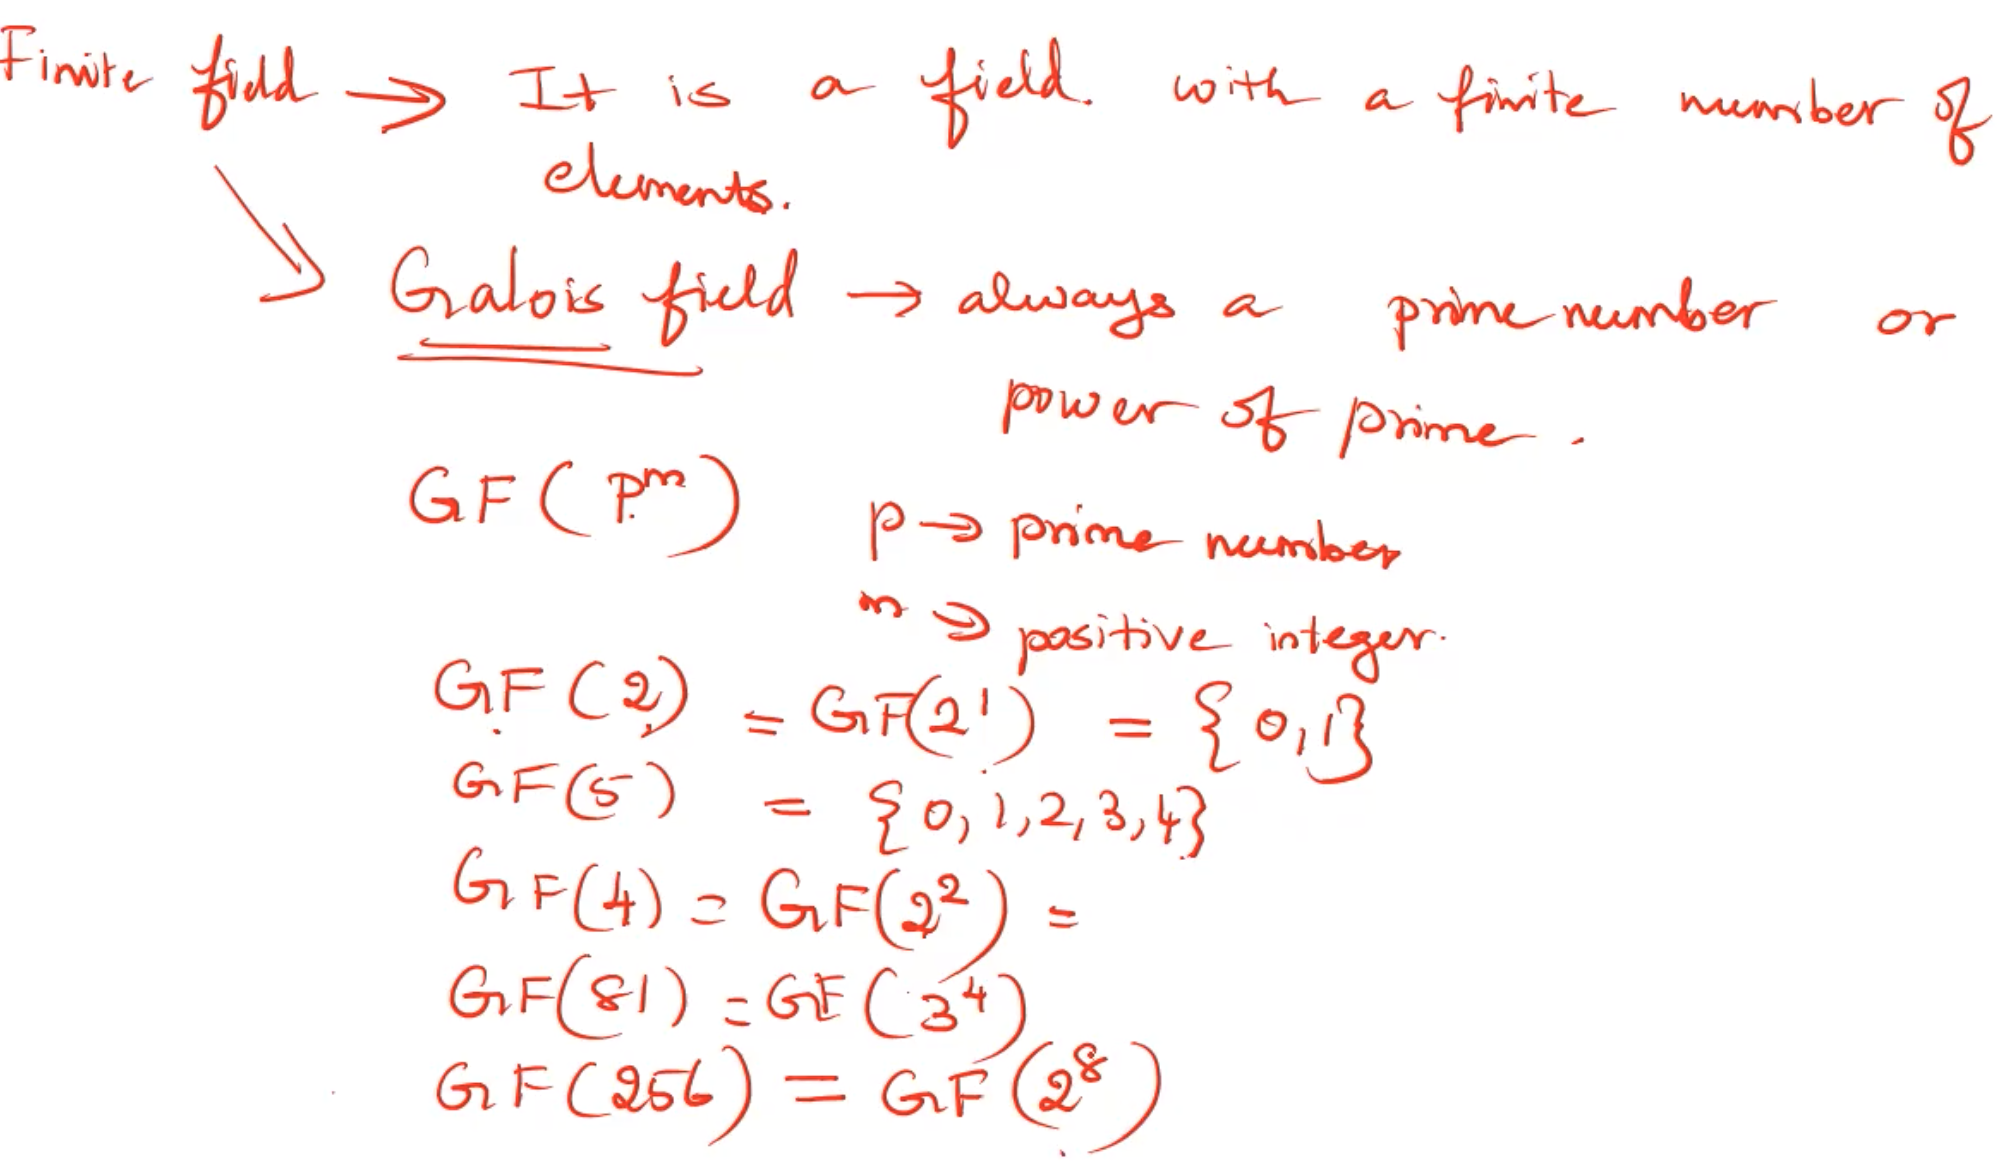 Finite field → It is a field. with a finite number of
elements.
Galois field → always a prime number or
power of prime.
GF(p^m)
p → prime number
m → positive integer.
GF(2) = GF(2^1) = {0,1}
GF(5) = {0,1,2,3,4}
GF(4) = GF(2^2) =
GF(81) = GF(3^4)
GF(256) = GF(2^8)